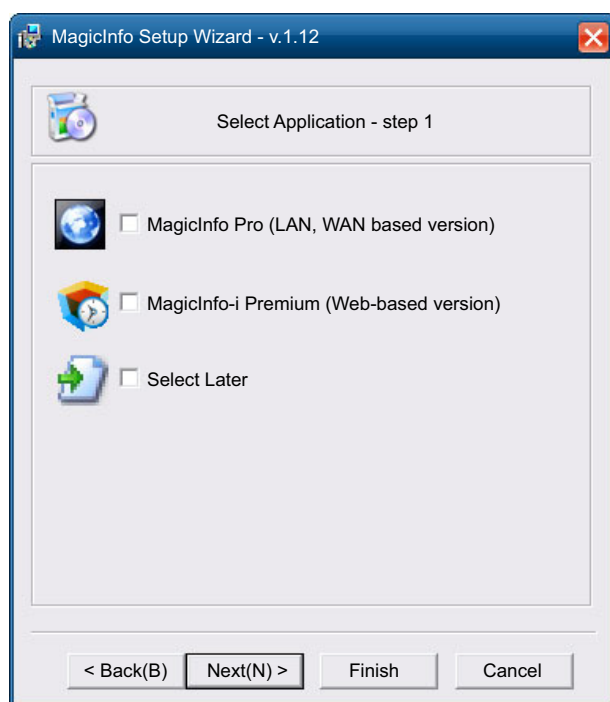 MagicInfo Setup Wizard - v.1.12
Select Application - step 1
MagicInfo Pro (LAN, WAN based version)
MagicInfo-i Premium (Web-based version)
Select Later
< Back(B) Next(N) > Finish Cancel